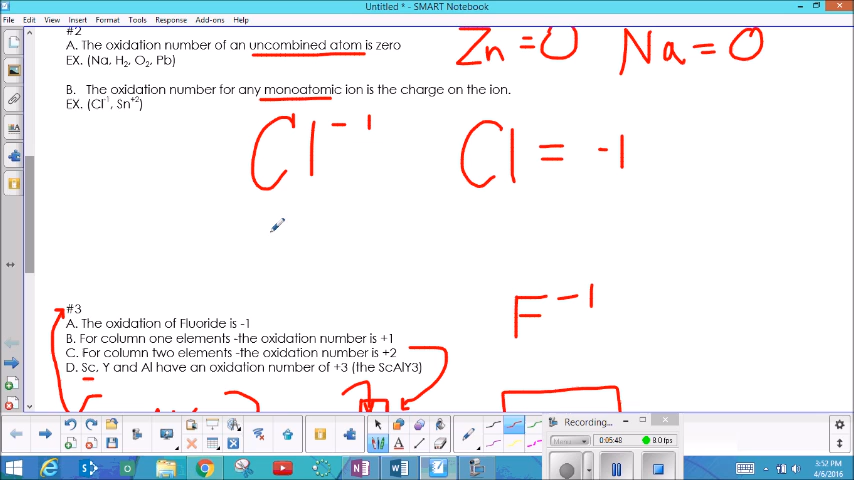 Untitled * - SMART Notebook
File Edit View Insert Format Tools Response Add-ons Help
#2
A. The oxidation number of an uncombined atom is zero
EX. (Na, H₂, O₂, Pb)
Zn = 0 Na = 0
B. The oxidation number for any monoatomic ion is the charge on the ion.
EX. (Cl⁻¹, Sn⁺²)
Cl⁻¹ Cl = -1
F⁻¹
#3
A. The oxidation of Fluoride is -1
B. For column one elements -the oxidation number is +1
C. For column two elements -the oxidation number is +2
D. Sc, Y and Al have an oxidation number of +3 (the ScAlY3)
Recording...
Menu
0:05:48
8.0 fps
3:52 PM
4/6/2016